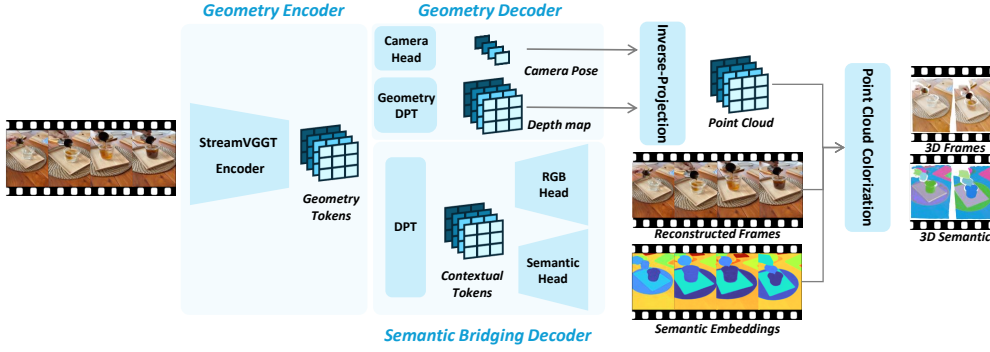 Geometry Encoder
Geometry Decoder
StreamVGGT
Encoder
Geometry
Tokens
Camera
Head
Camera Pose
Geometry
DPT
Depth map
DPT
Contextual
Tokens
RGB
Head
Semantic
Head
Semantic Bridging Decoder
Inverse-Projection
Point Cloud
Reconstructed Frames
Semantic Embeddings
Point Cloud Colorization
3D Frames
3D Semantic